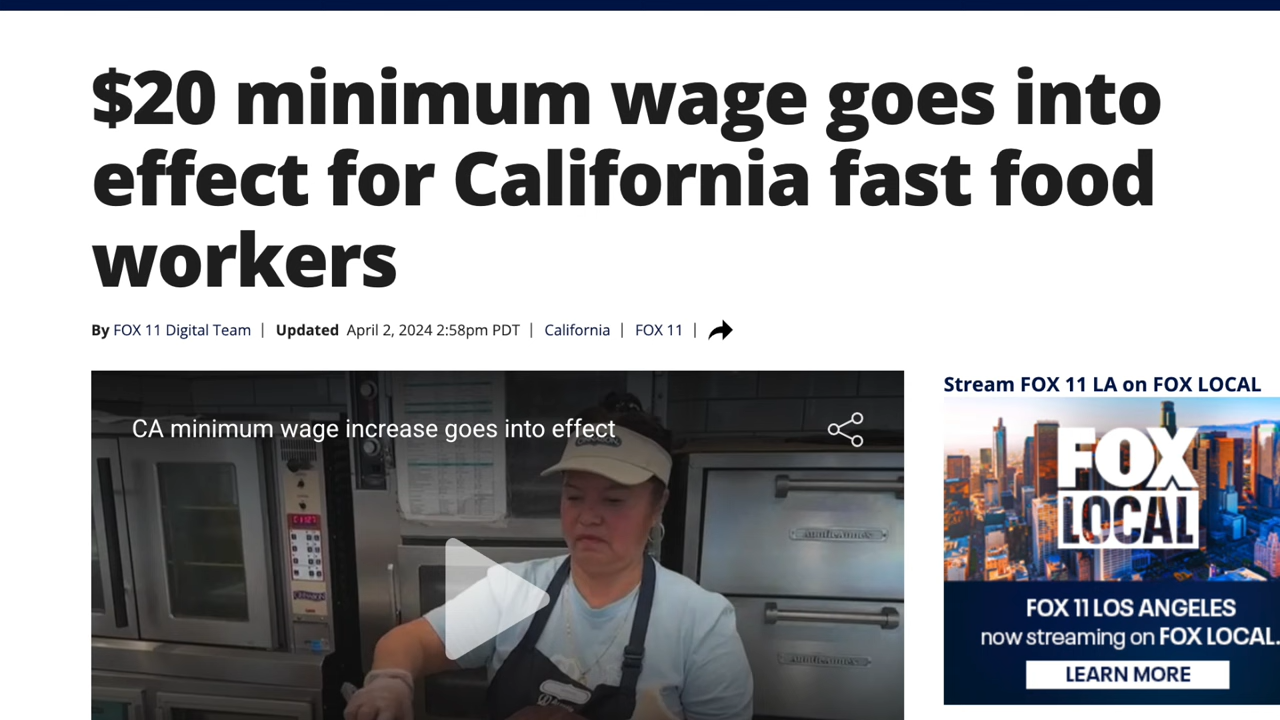 $20 minimum wage goes into
effect for California fast food
workers
By FOX 11 Digital Team | Updated April 2, 2024 2:58pm PDT | California | FOX 11 |
CA minimum wage increase goes into effect
Stream FOX 11 LA on FOX LOCAL
FOX
LOCAL
FOX 11 LOS ANGELES
now streaming on FOX LOCAL.
LEARN MORE